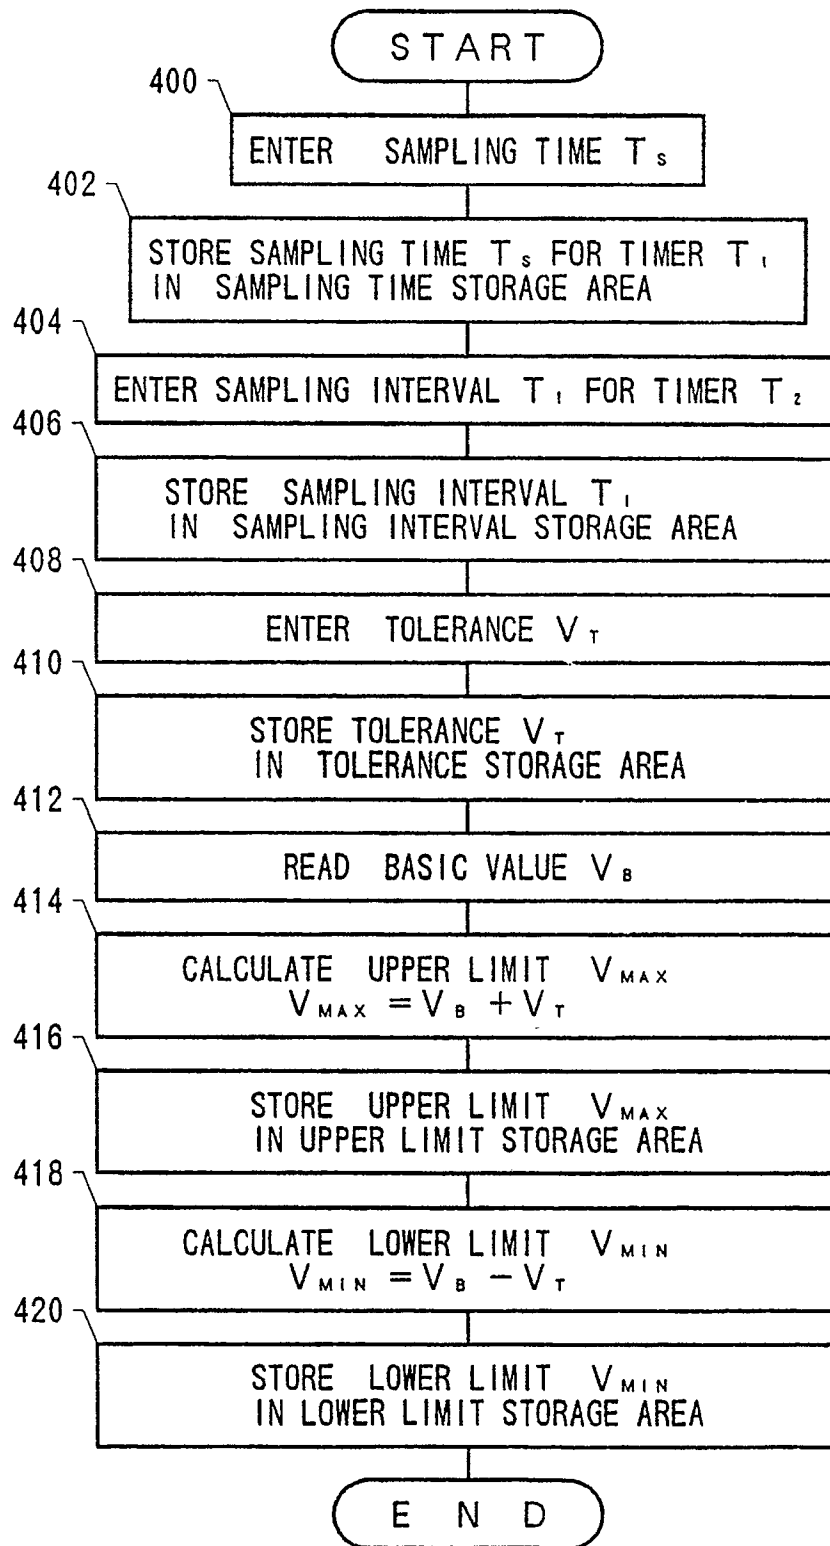 START
400
ENTER SAMPLING TIME Ts
402
STORE SAMPLING TIME Ts FOR TIMER T₁
IN SAMPLING TIME STORAGE AREA
404
ENTER SAMPLING INTERVAL T₁ FOR TIMER T₂
406
STORE SAMPLING INTERVAL T₁
IN SAMPLING INTERVAL STORAGE AREA
408
ENTER TOLERANCE VT
410
STORE TOLERANCE VT
IN TOLERANCE STORAGE AREA
412
READ BASIC VALUE VB
414
CALCULATE UPPER LIMIT VMAX
VMAX = VB + VT
416
STORE UPPER LIMIT VMAX
IN UPPER LIMIT STORAGE AREA
418
CALCULATE LOWER LIMIT VMIN
VMIN = VB - VT
420
STORE LOWER LIMIT VMIN
IN LOWER LIMIT STORAGE AREA
END